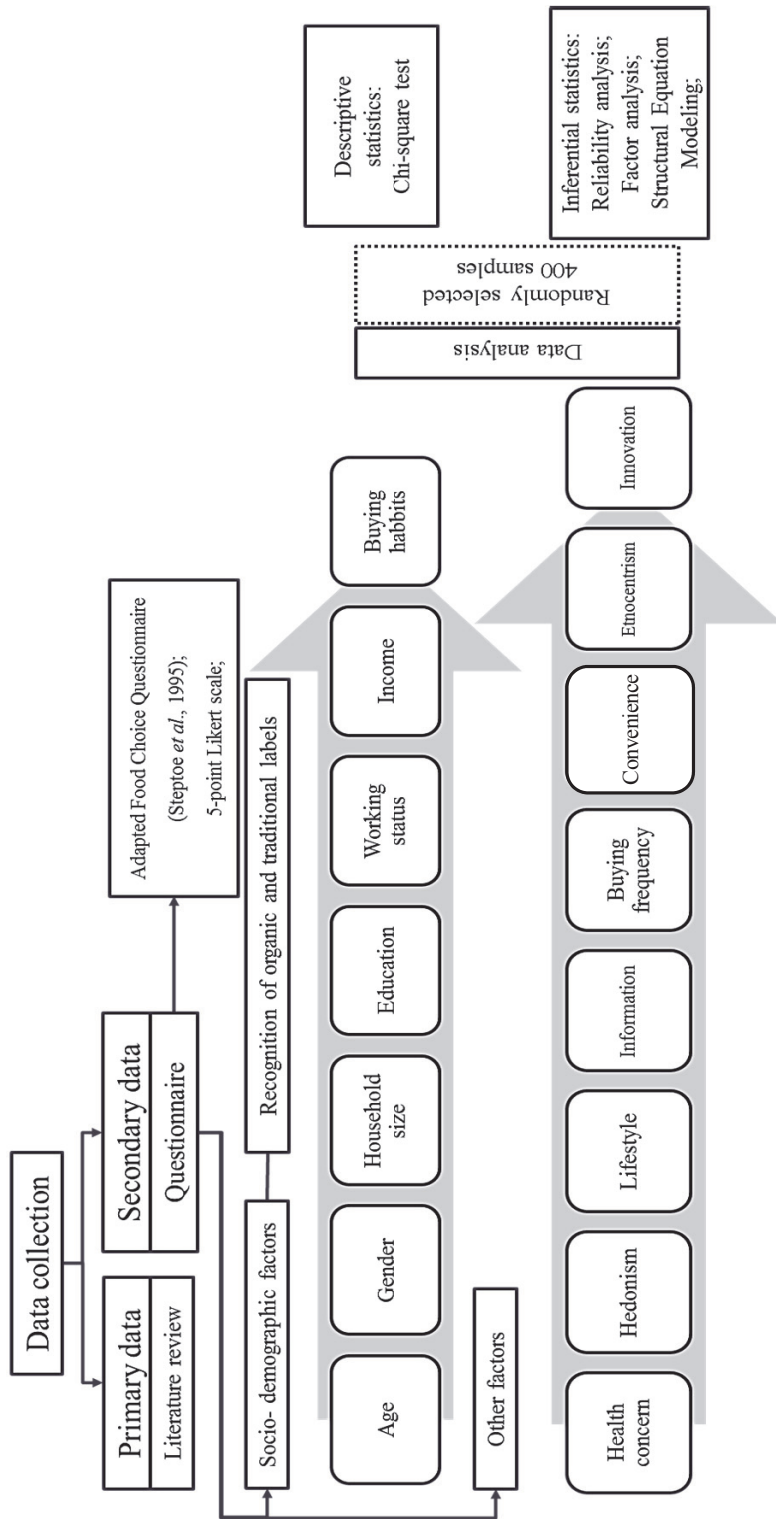 Data collection
Primary data
Literature review
Secondary data
Questionnaire
Adapted Food Choice Questionnaire
(Steptoe et al., 1995);
5-point Likert scale;
Socio- demographic factors
Recognition of organic and traditional labels
Age
Gender
Household
size
Education
Working
status
Income
Buying
habbits
Other factors
Health
concern
Hedonism
Lifestyle
Information
Buying
frequency
Convenience
Etnocentrism
Innovation
Data analysis
Randomly selected
400 samples
Descriptive
statistics:
Chi-square test
Inferential statistics:
Reliability analysis;
Factor analysis;
Structural Equation
Modeling;